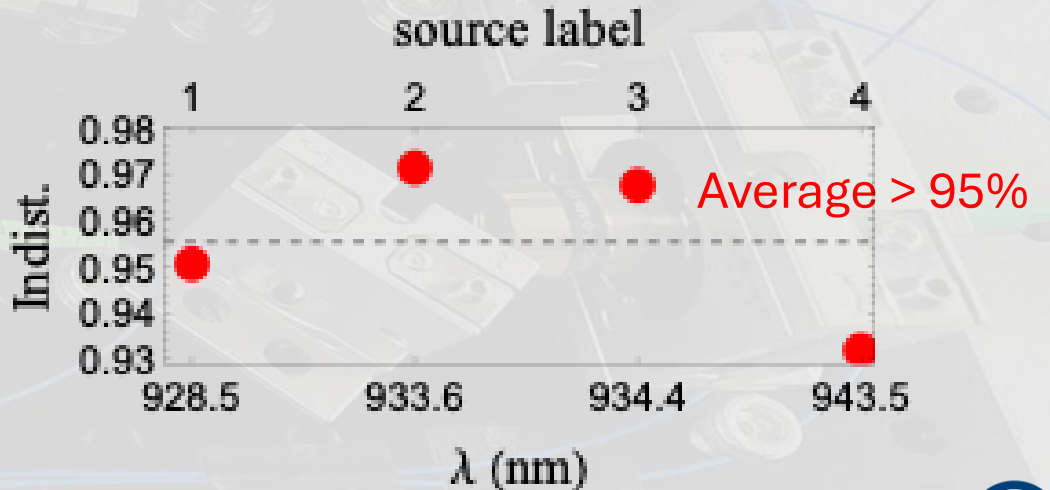 source label
1 2 3 4
0.98
0.97
Average > 95%
0.96
0.95
0.94
0.93
Indist.
928.5 933.6 934.4 943.5
λ (nm)